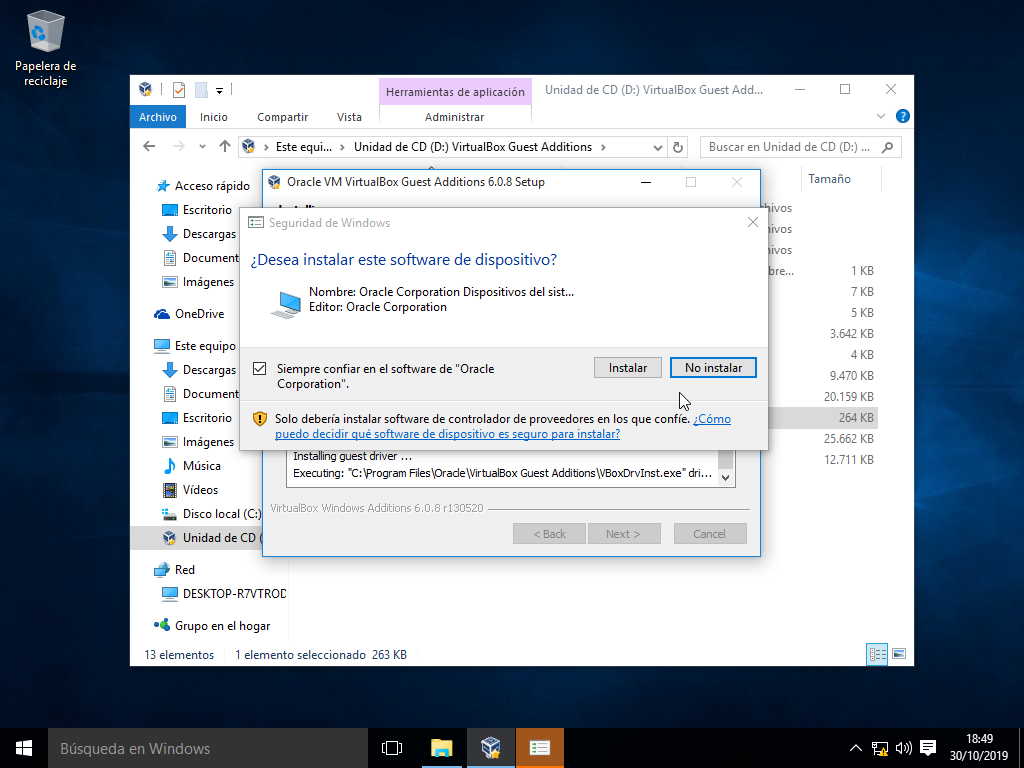 Papelera de
reciclaje
Herramientas de aplicación
Unidad de CD (D:) VirtualBox Guest Add...
Archivo
Inicio
Compartir
Vista
Administrar
Este equi...
Unidad de CD (D:) VirtualBox Guest Additions
Buscar en Unidad de CD (D:) ...
Tamaño
Acceso rápido
Escritorio
Descargas
Document
Imágenes
OneDrive
Este equipo
Descargas
Document
Escritorio
Imágenes
Música
Vídeos
Disco local (C:)
Unidad de CD (
Red
DESKTOP-R7VTROD
Grupo en el hogar
1 KB
7 KB
5 KB
3.642 KB
4 KB
9.470 KB
20.159 KB
264 KB
25.662 KB
12.711 KB
13 elementos
1 elemento seleccionado 263 KB
Oracle VM VirtualBox Guest Additions 6.0.8 Setup
Seguridad de Windows
¿Desea instalar este software de dispositivo?
Nombre: Oracle Corporation Dispositivos del sist...
Editor: Oracle Corporation
Siempre confiar en el software de "Oracle
Corporation".
Instalar
No instalar
Solo debería instalar software de controlador de proveedores en los que confíe. ¿Cómo
puedo decidir qué software de dispositivo es seguro para instalar?
Installing guest driver ...
Executing: "C:\Program Files\Oracle\VirtualBox Guest Additions\VBoxDrvInst.exe" dri...
VirtualBox Windows Additions 6.0.8 r130520
< Back
Next >
Cancel
Búsqueda en Windows
18:49
30/10/2019